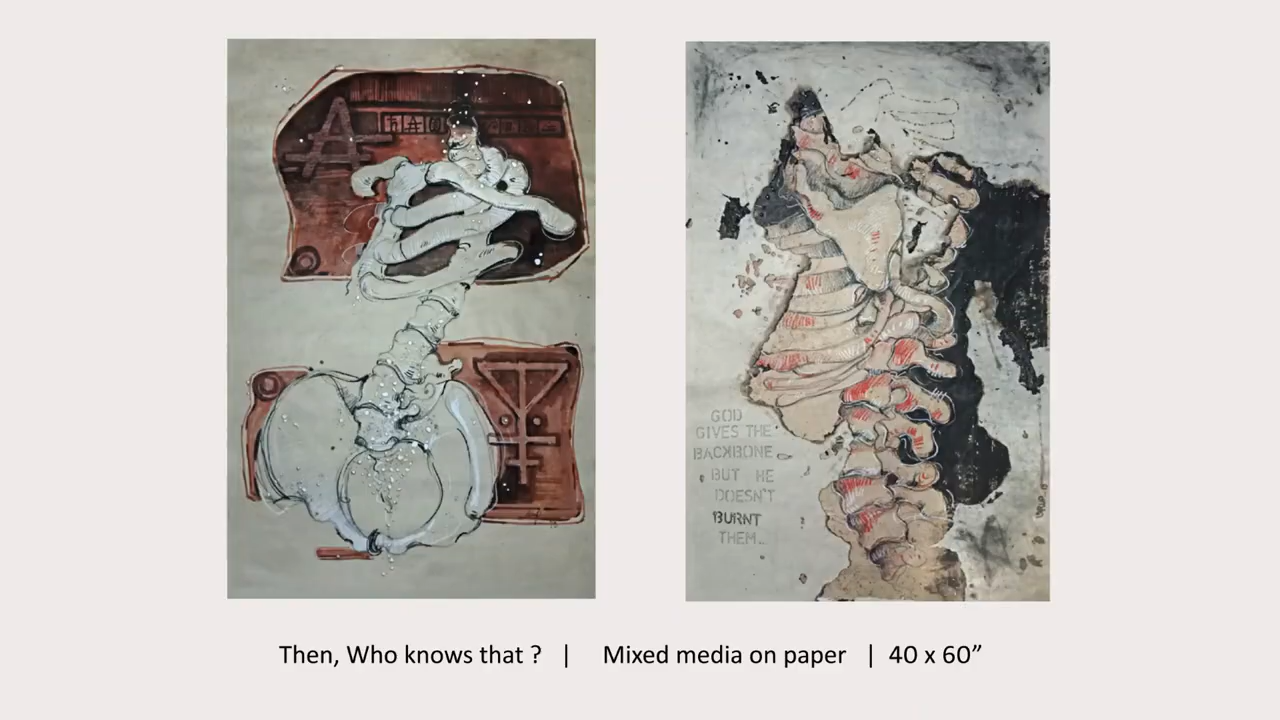 GOD
GIVES THE
BACKBONE
BUT HE
DOESN'T
BURNT
THEM...
Then, Who knows that ? | Mixed media on paper | 40 x 60”